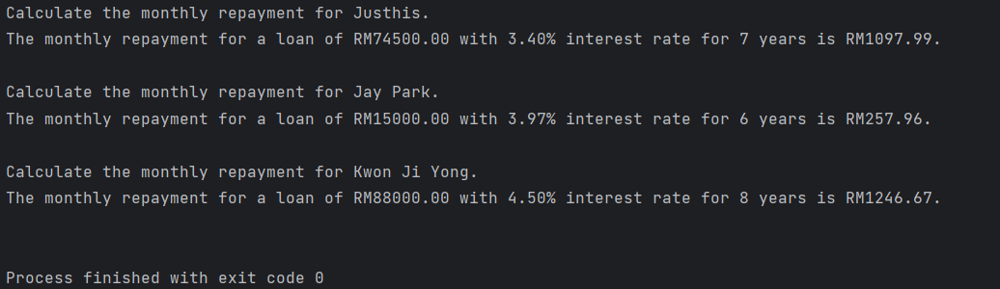 Calculate the monthly repayment for Justhis.
The monthly repayment for a loan of RM74500.00 with 3.40% interest rate for 7 years is RM1097.99.
Calculate the monthly repayment for Jay Park.
The monthly repayment for a loan of RM15000.00 with 3.97% interest rate for 6 years is RM257.96.
Calculate the monthly repayment for Kwon Ji Yong.
The monthly repayment for a loan of RM88000.00 with 4.50% interest rate for 8 years is RM1246.67.
Process finished with exit code 0